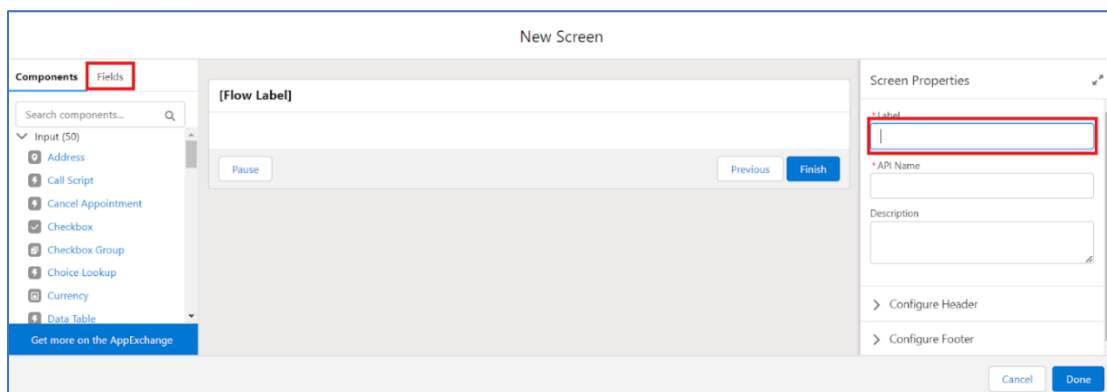 New Screen
Components Fields
Search components...
Input (50)
Address
Call Script
Cancel Appointment
Checkbox
Checkbox Group
Choice Lookup
Currency
Data Table
Get more on the AppExchange
[Flow Label]
Pause Previous Finish
Screen Properties
* Label
* API Name
Description
Configure Header
Configure Footer
Cancel Done